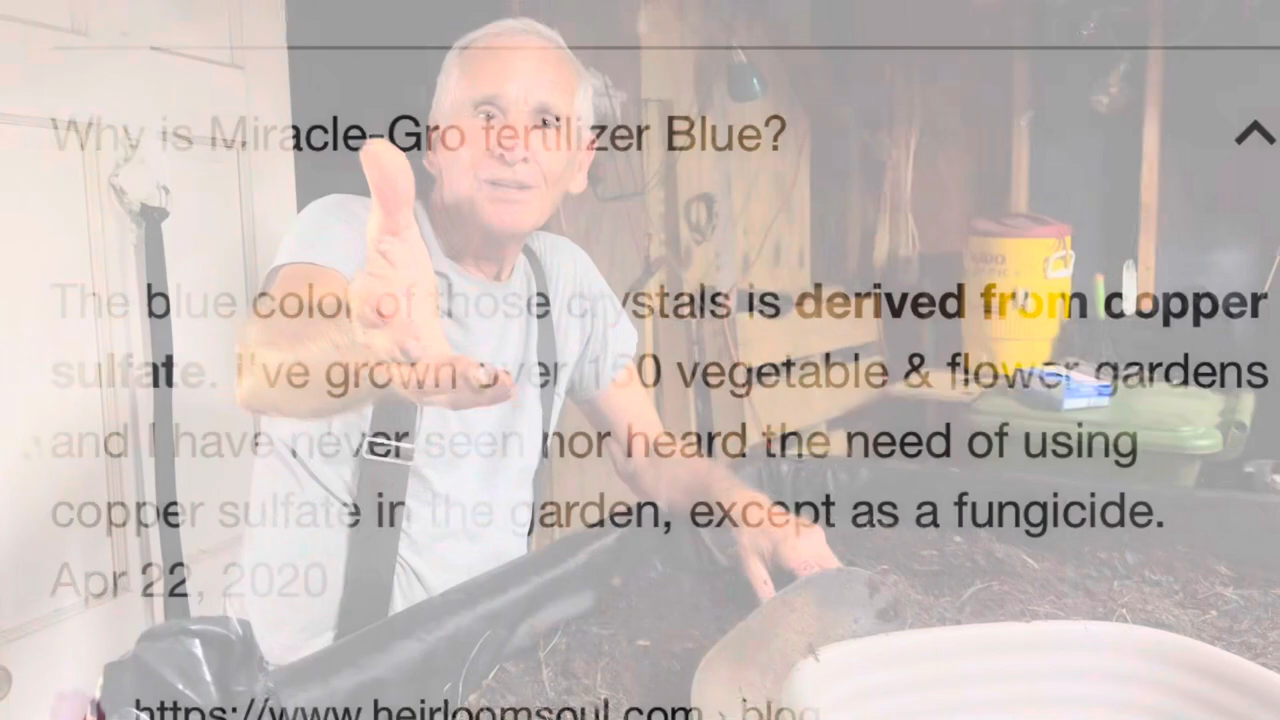 Why is Miracle-Gro fertilizer Blue?
The blue color of those crystals is derived from copper
sulfate. i've grown over 160 vegetable & flower gardens
and I have never seen nor heard the need of using
copper sulfate in the garden, except as a fungicide.
Apr 22, 2020
https://www.heirloomsoul.com › blog